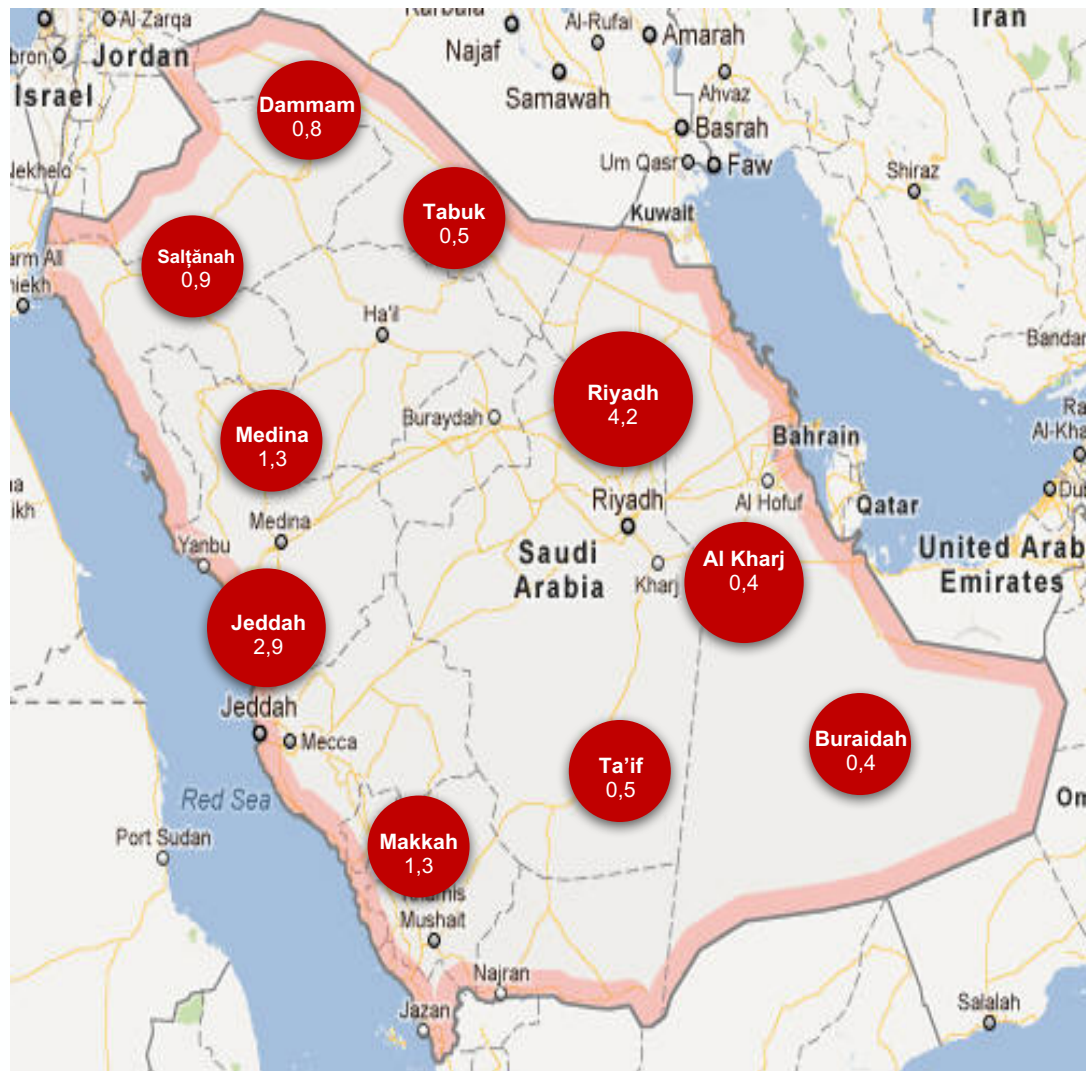 Al-Zarqa
Jordan
Israel
Najaf
Al-Rufai
Amarah
Iran
Samawah
Ahvaz
Basrah
Um Qasr
Faw
Shiraz
Kuwait
Dammam
0,8
Tabuk
0,5
Salțănah
0,9
Ha'il
Riyadh
4,2
Medina
1,3
Buraydah
Bahrain
Al Hofuf
Qatar
Riyadh
Medina
Yanbu
Saudi
Arabia
Kharj
Al Kharj
0,4
United Arab
Emirates
Jeddah
2,9
Jeddah
Mecca
Red Sea
Port Sudan
Ta'if
0,5
Buraidah
0,4
Makkah
1,3
Mushait
Najran
Jazan
Salalah